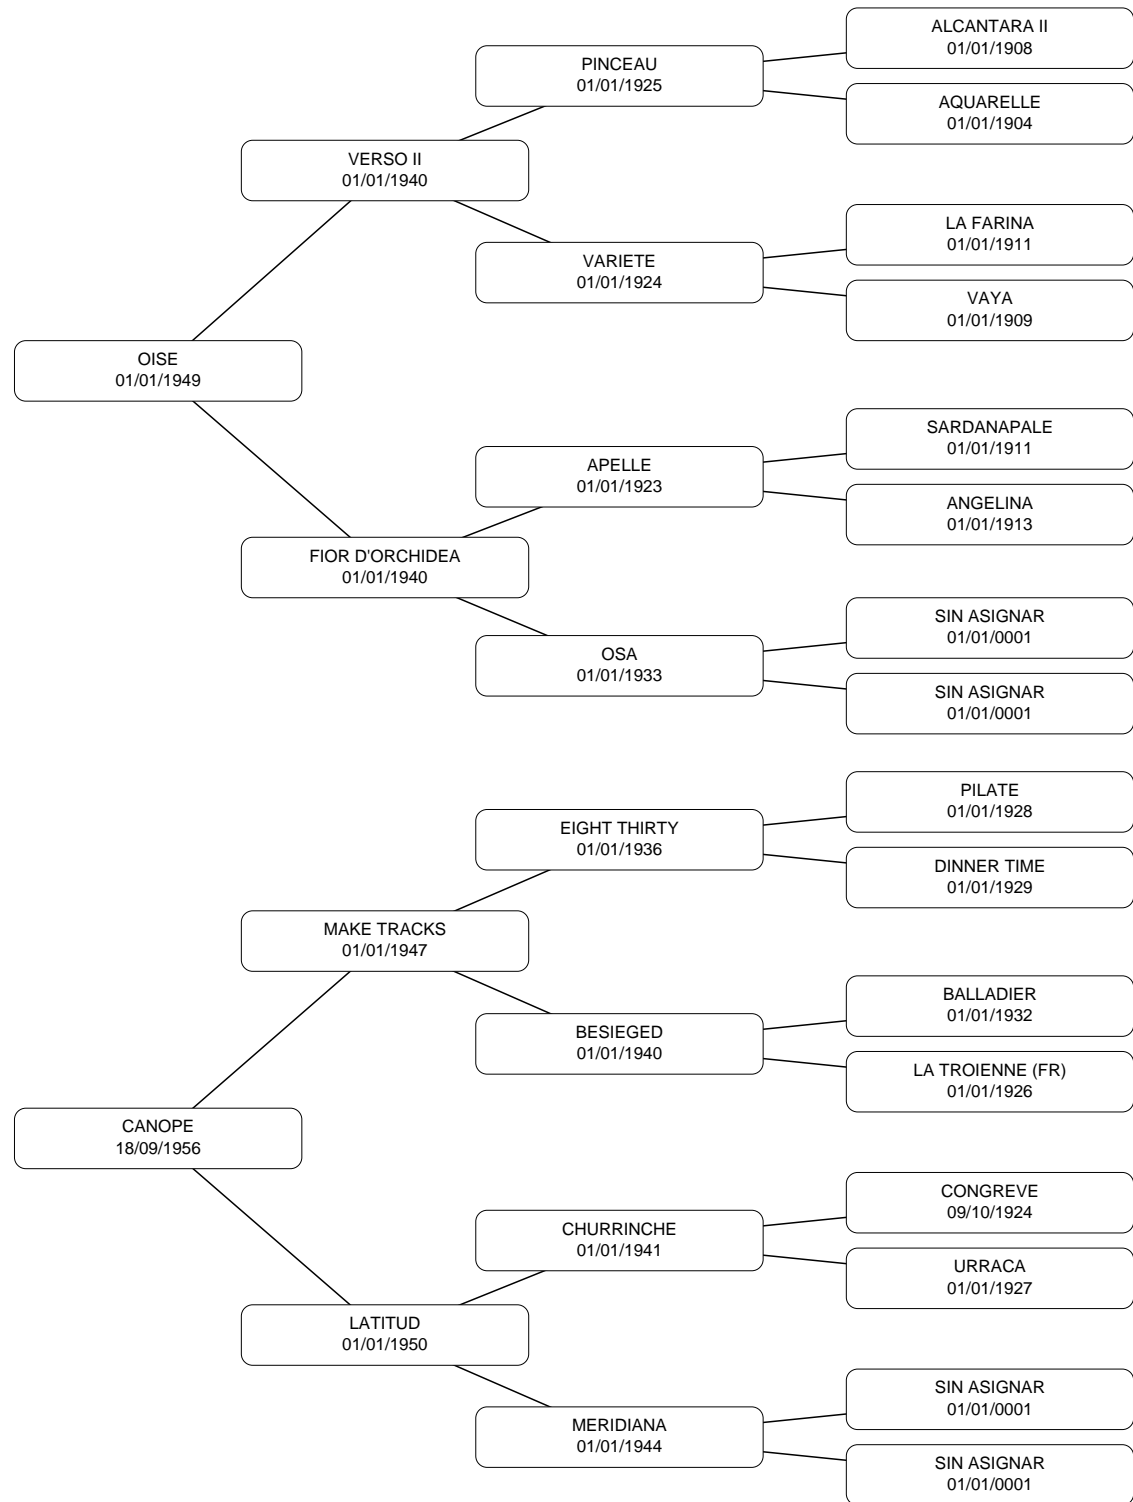 ALCANTARA II
01/01/1908
PINCEAU
01/01/1925
AQUARELLE
01/01/1904
VERSO II
01/01/1940
LA FARINA
01/01/1911
VARIETE
01/01/1924
VAYA
01/01/1909
OISE
01/01/1949
SARDANAPALE
01/01/1911
APELLE
01/01/1923
ANGELINA
01/01/1913
FIOR D'ORCHIDEA
01/01/1940
SIN ASIGNAR
01/01/0001
OSA
01/01/1933
SIN ASIGNAR
01/01/0001
PILATE
01/01/1928
EIGHT THIRTY
01/01/1936
DINNER TIME
01/01/1929
MAKE TRACKS
01/01/1947
BALLADIER
01/01/1932
BESIEGED
01/01/1940
LA TROIENNE (FR)
01/01/1926
CANOPE
18/09/1956
CONGREVE
09/10/1924
CHURRINCHE
01/01/1941
URRACA
01/01/1927
LATITUD
01/01/1950
SIN ASIGNAR
01/01/0001
MERIDIANA
01/01/1944
SIN ASIGNAR
01/01/0001